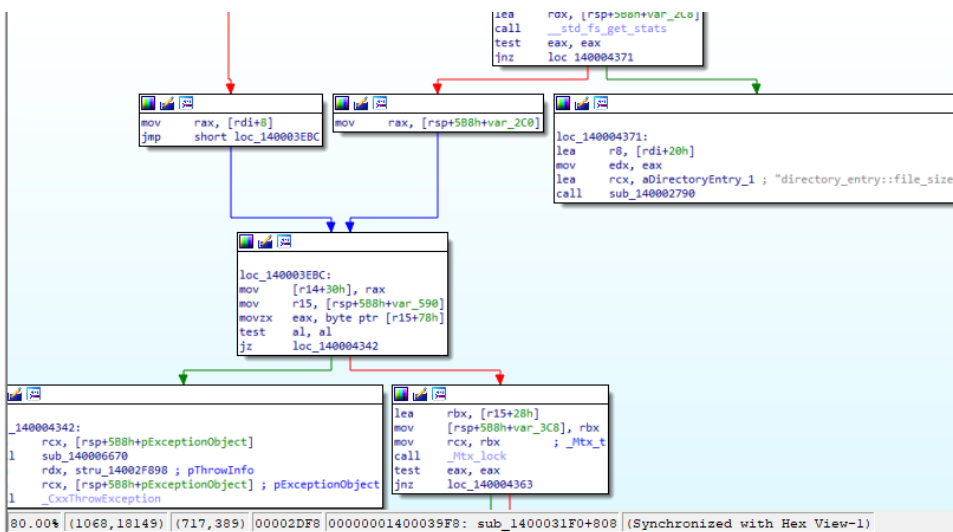 lea rdx, [rsp+5B8h+var_2C8]
call __std_fs_get_stats
test eax, eax
jnz loc_140004371
mov rax, [rdi+8]
jmp short loc_140003EBC
mov rax, [rsp+5B8h+var_2C0]
loc_140004371:
lea r8, [rdi+20h]
mov edx, eax
lea rcx, aDirectoryEntry_1 ; "directory_entry::file_size
call sub_140002790
loc_140003EBC:
mov [r14+30h], rax
mov r15, [rsp+5B8h+var_590]
movzx eax, byte ptr [r15+78h]
test al, al
jz loc_140004342
_140004342:
rcx, [rsp+5B8h+pExceptionObject]
l sub_140006670
rdx, stru_14002F898 ; pThrowInfo
rcx, [rsp+5B8h+pExceptionObject] ; pExceptionObject
l _CxxThrowException
lea rbx, [r15+28h]
mov [rsp+5B8h+var_3C8], rbx
mov rcx, rbx ; _Mtx_t
call _Mtx_lock
test eax, eax
jnz loc_140004363
80.00% (1068,18149) (717,389) 00002DF8 00000001400039F8: sub_1400031F0+808 (Synchronized with Hex View-1)